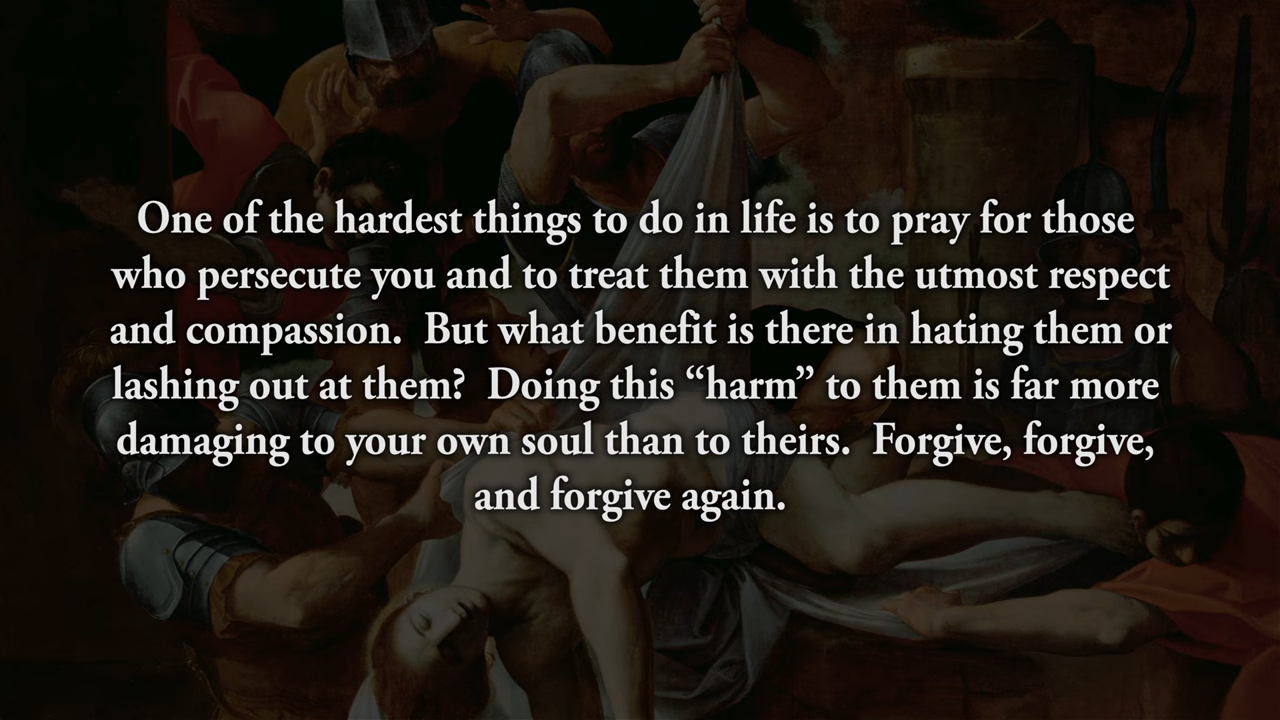 One of the hardest things to do in life is to pray for those
who persecute you and to treat them with the utmost respect
and compassion.  But what benefit is there in hating them or
lashing out at them?  Doing this “harm” to them is far more
damaging to your own soul than to theirs.  Forgive, forgive,
and forgive again.